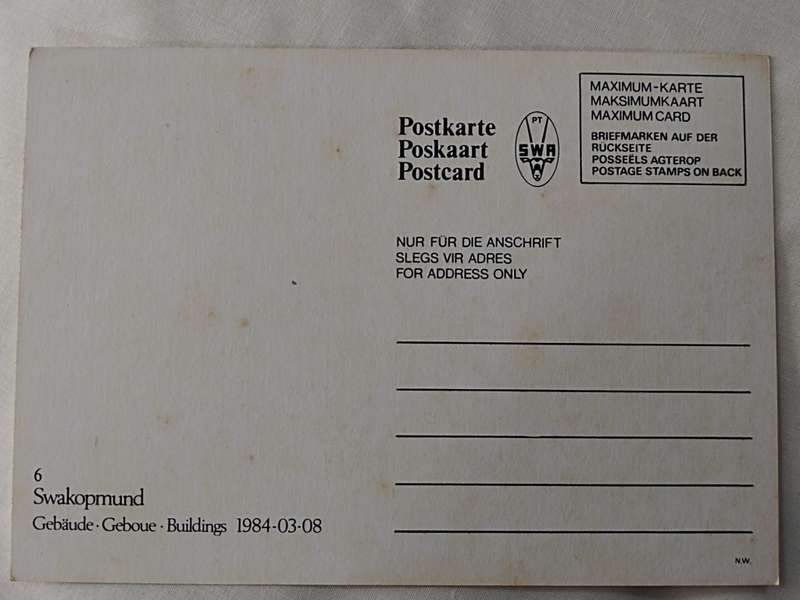 Postkarte
Poskaart
Postcard
PT
SWA
MAXIMUM-KARTE
MAKSIMUMKAART
MAXIMUM CARD
BRIEFMARKEN AUF DER
RÜCKSEITE
POSSEËLS AGTEROP
POSTAGE STAMPS ON BACK
NUR FÜR DIE ANSCHRIFT
SLEGS VIR ADRES
FOR ADDRESS ONLY
6
Swakopmund
Gebäude · Geboue · Buildings 1984-03-08
N.W.